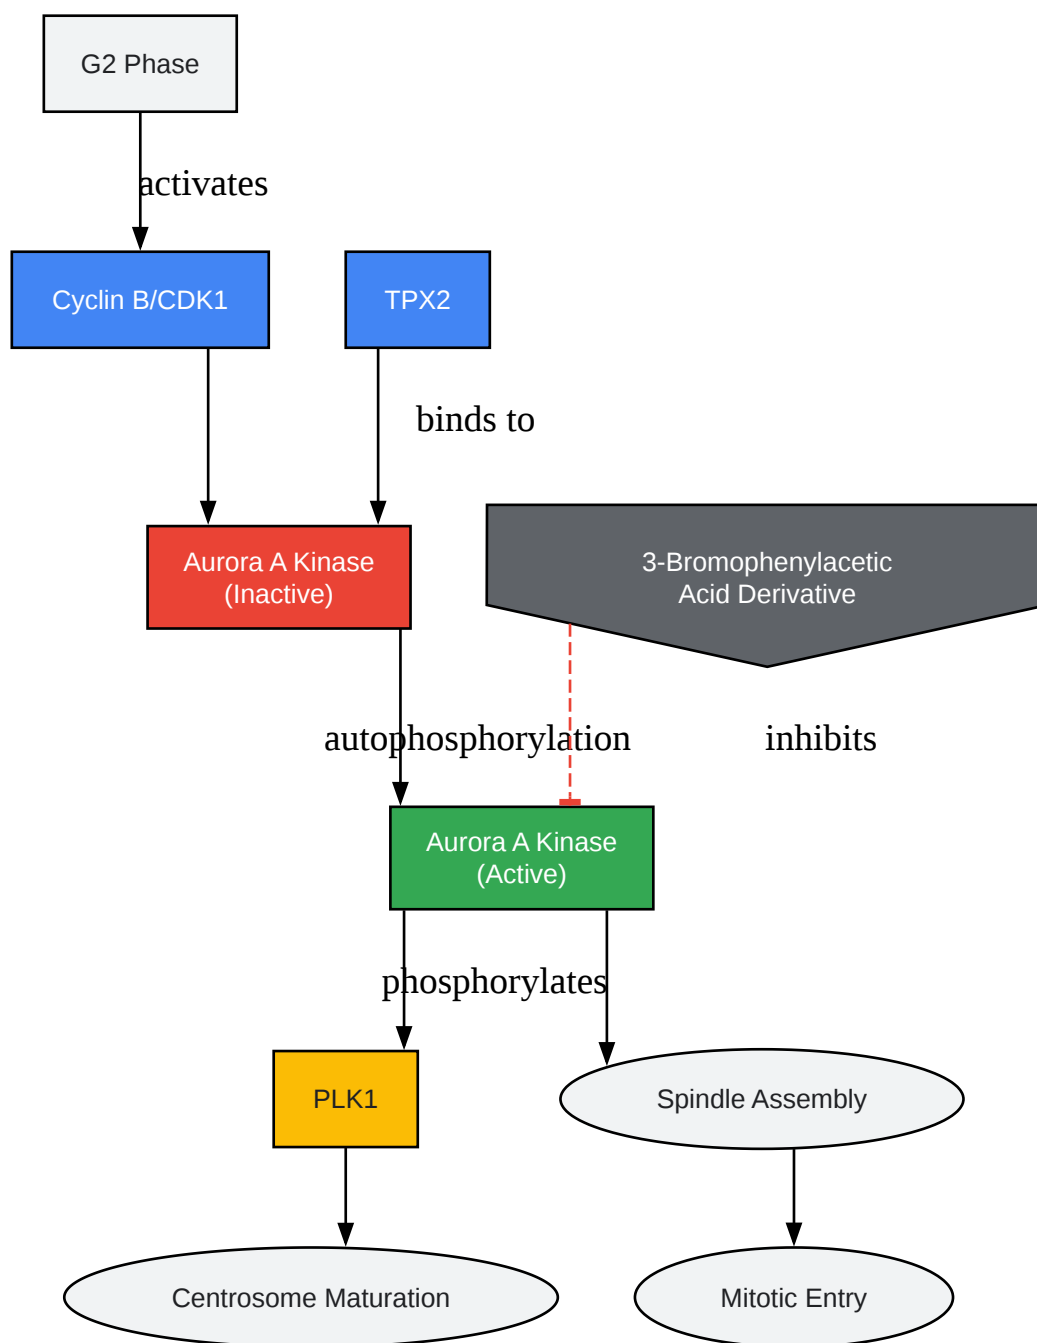 G2 Phase
activates
Cyclin B/CDK1
TPX2
binds to
Aurora A Kinase
(Inactive)
3-Bromophenylacetic
Acid Derivative
autophosphorylation
inhibits
Aurora A Kinase
(Active)
phosphorylates
PLK1
Spindle Assembly
Centrosome Maturation
Mitotic Entry